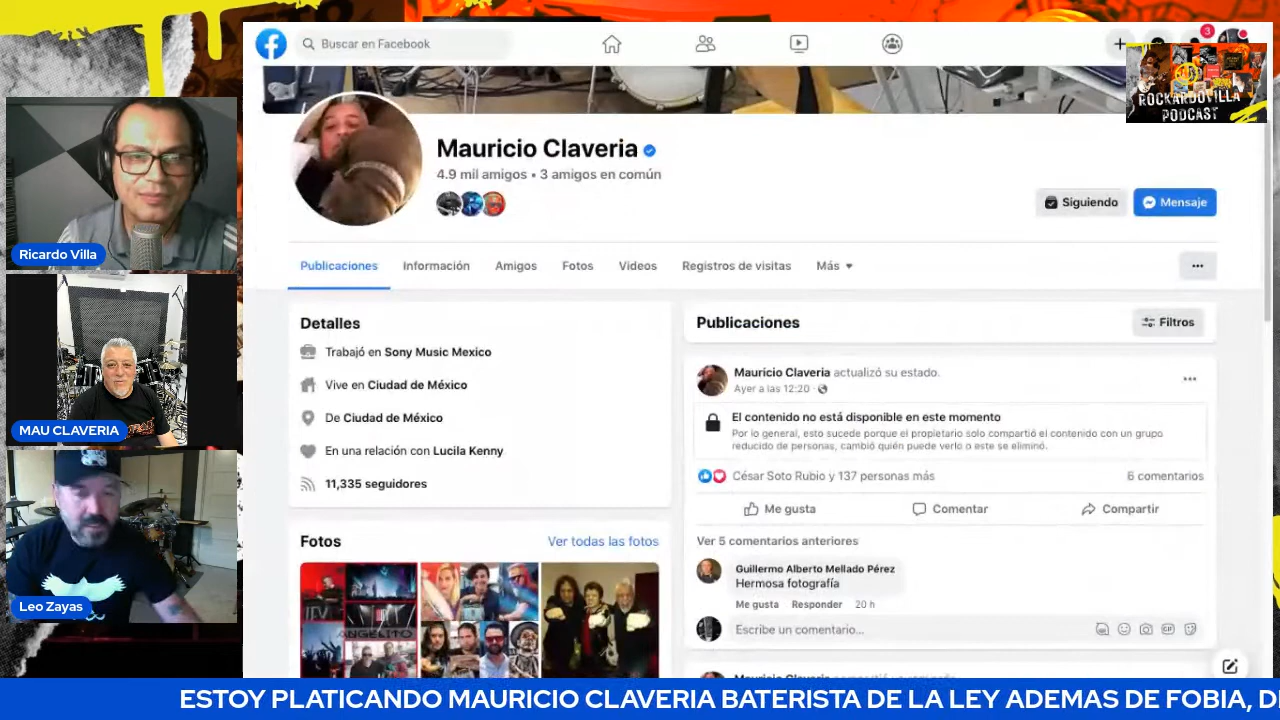 Buscar en Facebook
3
ROCKARDOVILLA
PODCAST
Ricardo Villa
MAU CLAVERIA
Leo Zayas
Mauricio Claveria
4.9 mil amigos • 3 amigos en común
Siguiendo
Mensaje
Publicaciones
Información
Amigos
Fotos
Videos
Registros de visitas
Más
Detalles
Trabajó en Sony Music Mexico
Vive en Ciudad de México
De Ciudad de México
En una relación con Lucila Kenny
11,335 seguidores
Fotos
Ver todas las fotos
ANGELITO
Publicaciones
Filtros
Mauricio Claveria actualizó su estado.
Ayer a las 12:20 ·
El contenido no está disponible en este momento
Por lo general, esto sucede porque el propietario solo compartió el contenido con un grupo
reducido de personas, cambió quién puede verlo o este se eliminó.
César Soto Rubio y 137 personas más
6 comentarios
Me gusta
Comentar
Compartir
Ver 5 comentarios anteriores
Guillermo Alberto Mellado Pérez
Hermosa fotografía
Me gusta Responder 20 h
Escribe un comentario...
GIF
Mauricio Claveria
ESTOY PLATICANDO MAURICIO CLAVERIA BATERISTA DE LA LEY ADEMAS DE FOBIA, D